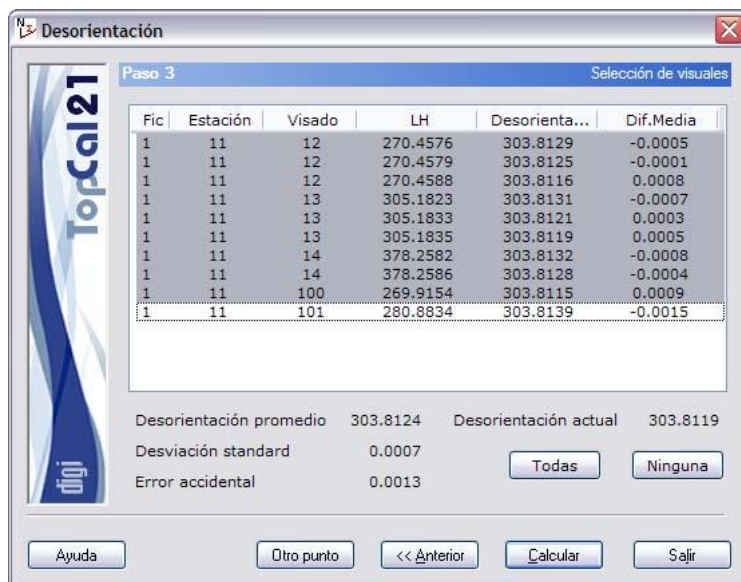 Desorientación
TopCal21
digi
Paso 3 Selección de visuales
Fic Estación Visado LH Desorienta... Dif.Media
1 11 12 270.4576 303.8129 -0.0005
1 11 12 270.4579 303.8125 -0.0001
1 11 12 270.4588 303.8116 0.0008
1 11 13 305.1823 303.8131 -0.0007
1 11 13 305.1833 303.8121 0.0003
1 11 13 305.1835 303.8119 0.0005
1 11 14 378.2582 303.8132 -0.0008
1 11 14 378.2586 303.8128 -0.0004
1 11 100 269.9154 303.8115 0.0009
1 11 101 280.8834 303.8139 -0.0015
Desorientación promedio 303.8124 Desorientación actual 303.8119
Desviación standard 0.0007
Error accidental 0.0013
Todas Ninguna
Ayuda Otro punto << Anterior Calcular Salir